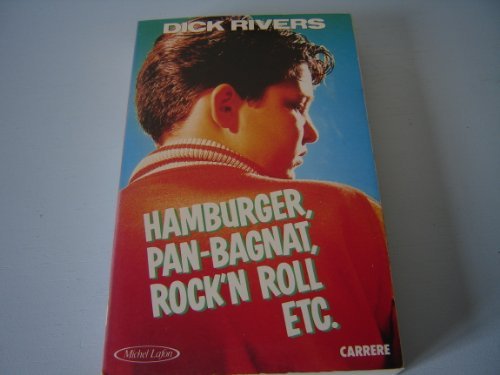 DICK RIVERS
HAMBURGER,
PAN-BAGNAT,
ROCK'N ROLL
ETC.
Michel Lafon
CARRERE